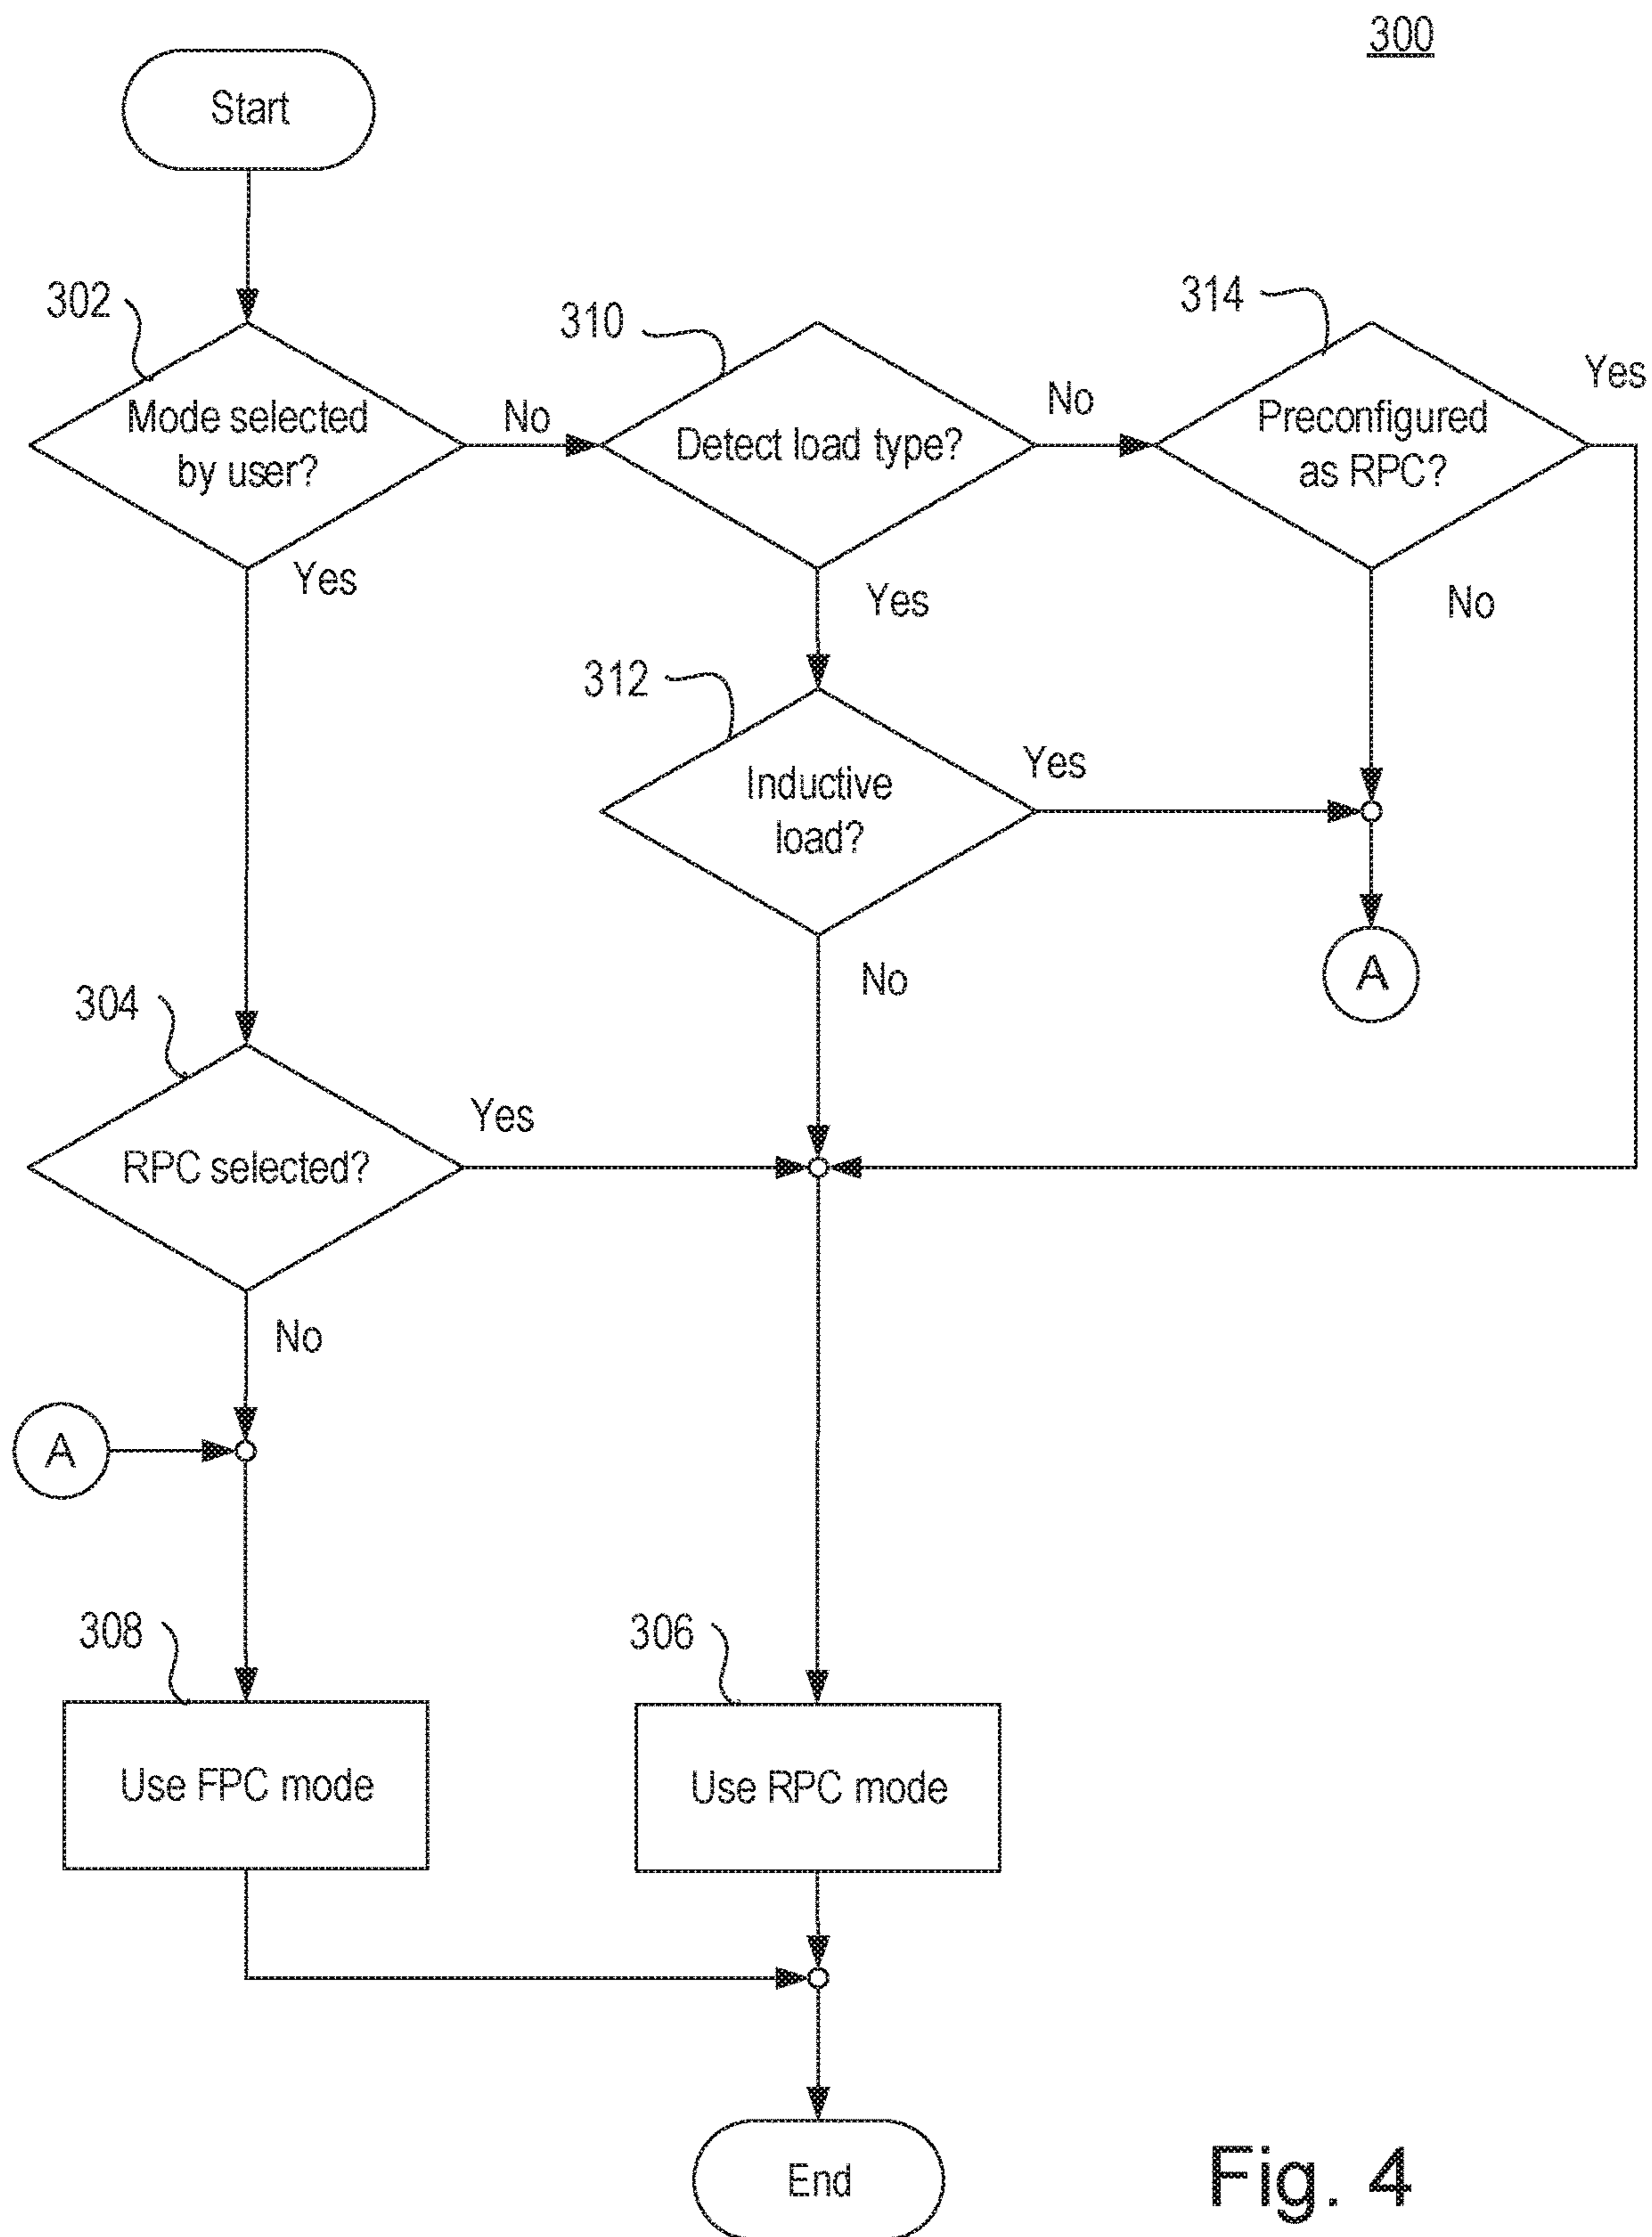 300
Start
302
310
314
Mode selected
by user?
No
Detect load type?
No
Preconfigured
as RPC?
Yes
Yes
Yes
No
312
Inductive
load?
Yes
A
No
304
RPC selected?
Yes
No
A
308
306
Use FPC mode
Use RPC mode
End
Fig. 4